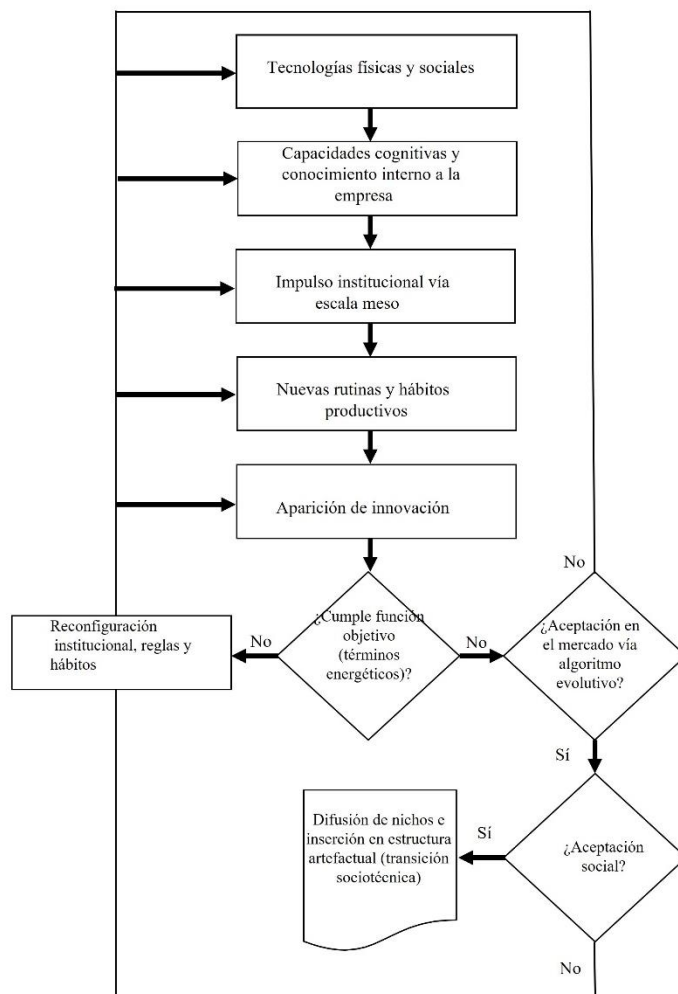 Tecnologías físicas y sociales
Capacidades cognitivas y
conocimiento interno a la
empresa
Impulso institucional vía
escala meso
Nuevas rutinas y hábitos
productivos
Aparición de innovación
No
Reconfiguración
institucional, reglas y
hábitos
No
¿Cumple función
objetivo
(términos
energéticos)?
No
¿Aceptación en
el mercado vía
algoritmo
evolutivo?
Sí
Difusión de nichos e
inserción en estructura
artefactual (transición
sociotécnica)
Sí
¿Aceptación
social?
No